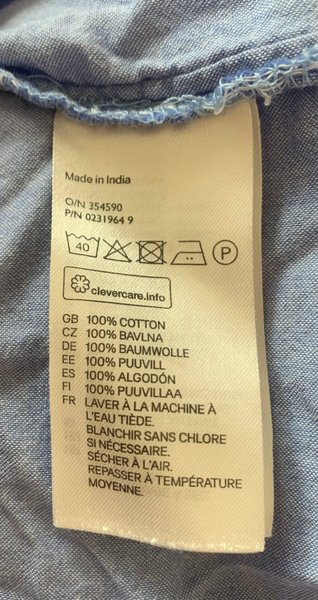 Made in India
O/N 354590
P/N 0231964 9
40 P
clevercare.info
GB 100% COTTON
CZ 100% BAVLNA
DE 100% BAUMWOLLE
EE 100% PUUVILL
ES 100% ALGODÓN
FI 100% PUUVILLAA
FR LAVER À LA MACHINE À
L'EAU TIÈDE.
BLANCHIR SANS CHLORE
SI NÉCESSAIRE.
SÉCHER À L'AIR.
REPASSER À TEMPÉRATURE
MOYENNE.